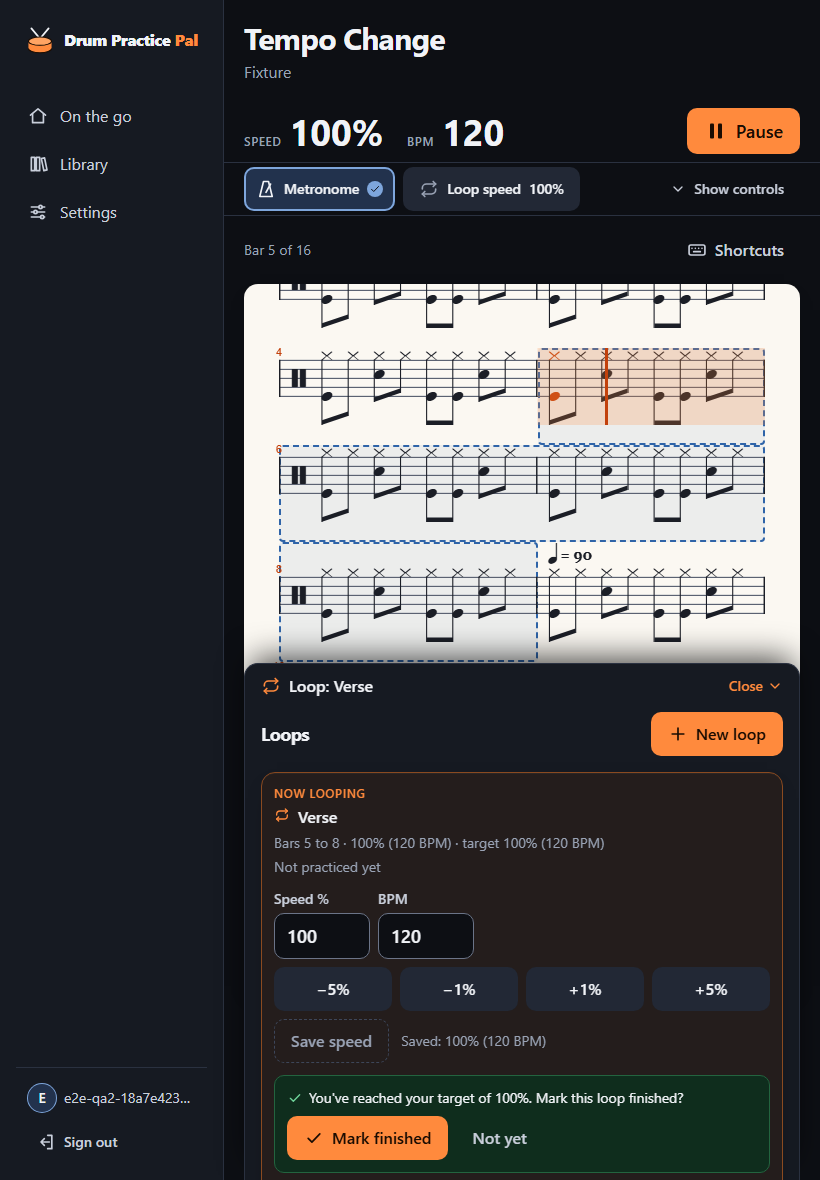 Drum Practice Pal
On the go
Library
Settings
Tempo Change
Fixture
SPEED 100% BPM 120
Pause
Metronome
Loop speed 100%
Show controls
Bar 5 of 16
Shortcuts
4
6
= 90
8
Loop: Verse
Close
Loops
New loop
NOW LOOPING
Verse
Bars 5 to 8 · 100% (120 BPM) · target 100% (120 BPM)
Not practiced yet
Speed % BPM
100 120
−5% −1% +1% +5%
Save speed Saved: 100% (120 BPM)
You've reached your target of 100%. Mark this loop finished?
Mark finished Not yet
E e2e-qa2-18a7e423...
Sign out